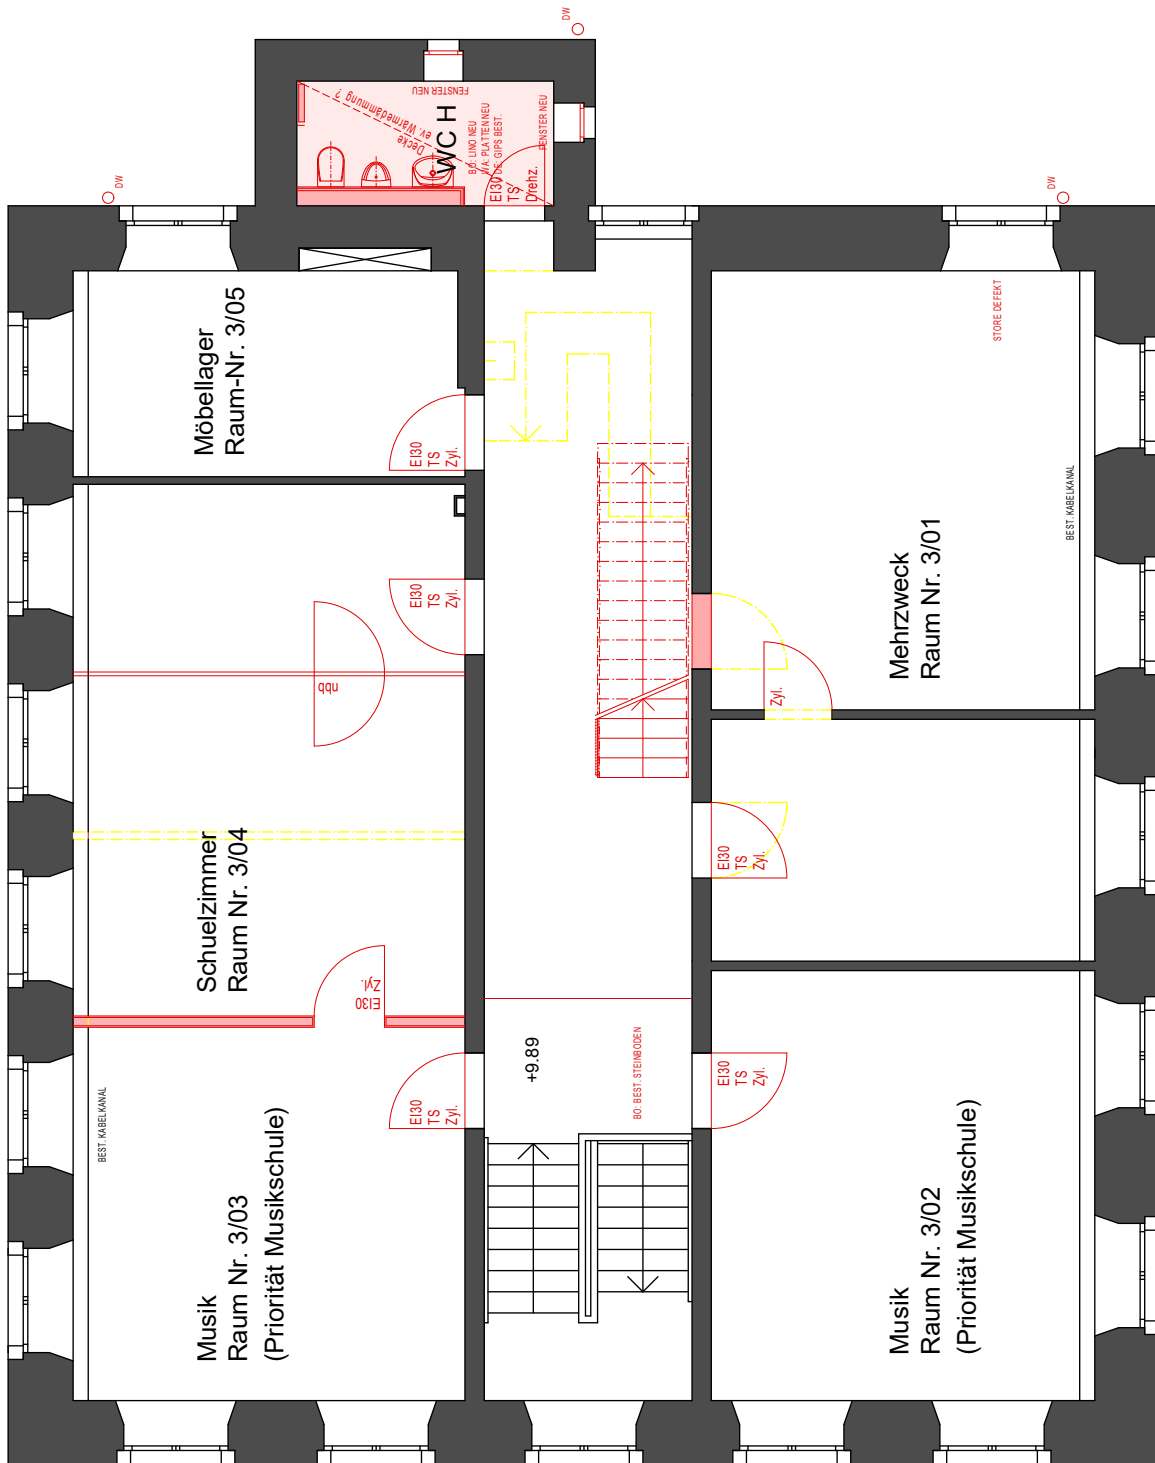 DW
DW
DW
FENSTER NEU
Decke
ev. Wärmedämmung ?
WC H
BO: LINO NEU
WA: PLATTEN NEU
DE: GIPS BEST.
FENSTER NEU
EI30
TS
Drehz.
Möbellager
Raum-Nr. 3/05
EI30
TS
Zyl.
STORE DEFEKT
BEST. KABELKANAL
Mehrzweck
Raum Nr. 3/01
Zyl.
EI30
TS
Zyl.
nbb
Schuelzimmer
Raum Nr. 3/04
EI30
TS
Zyl.
EI30
Zyl.
+9.89
BO: BEST. STEINBODEN
EI30
TS
Zyl.
EI30
TS
Zyl.
BEST. KABELKANAL
Musik
Raum Nr. 3/03
(Priorität Musikschule)
Musik
Raum Nr. 3/02
(Priorität Musikschule)